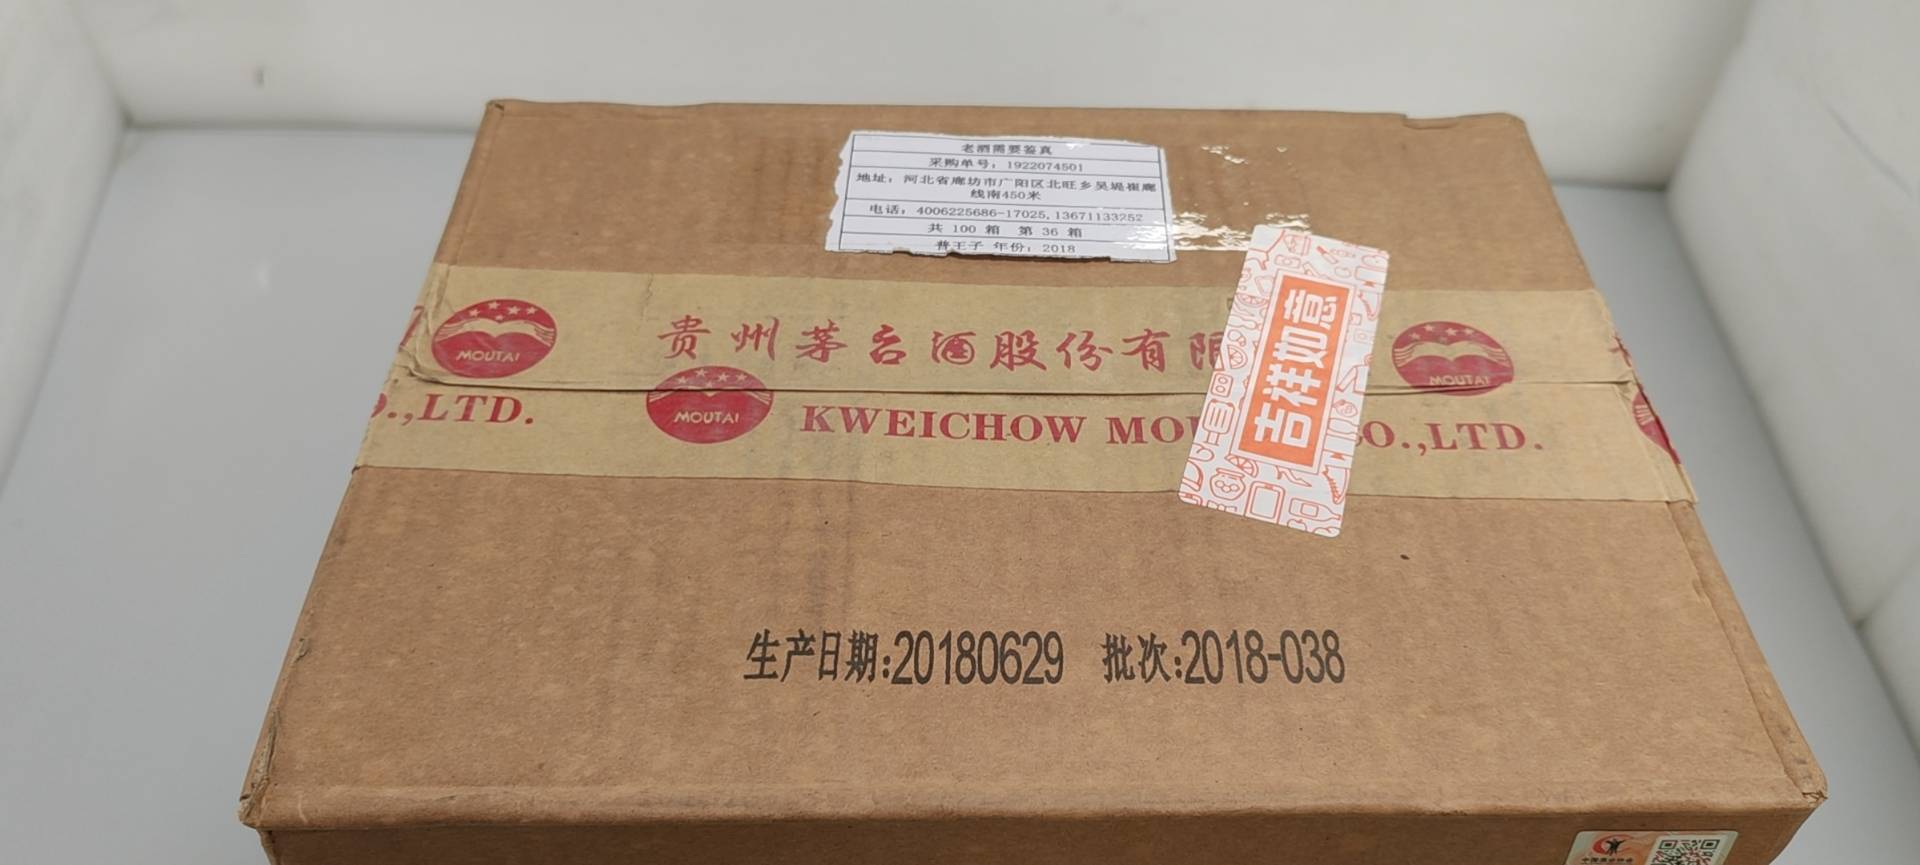 老酒需要鉴真
采购单号：1922074501
地址：河北省廊坊市广阳区北旺乡吴堤崔廊
线南450米
电话：4006225686-17025,13671133252
共 100 箱 第 36 箱
普王子 年份：2018
MOUTAI
贵州茅台酒股份有限
MOUTAI
吉祥如意
O.,LTD.
MOUTAI
KWEICHOW MOU
O.,LTD.
生产日期:20180629 批次:2018-038